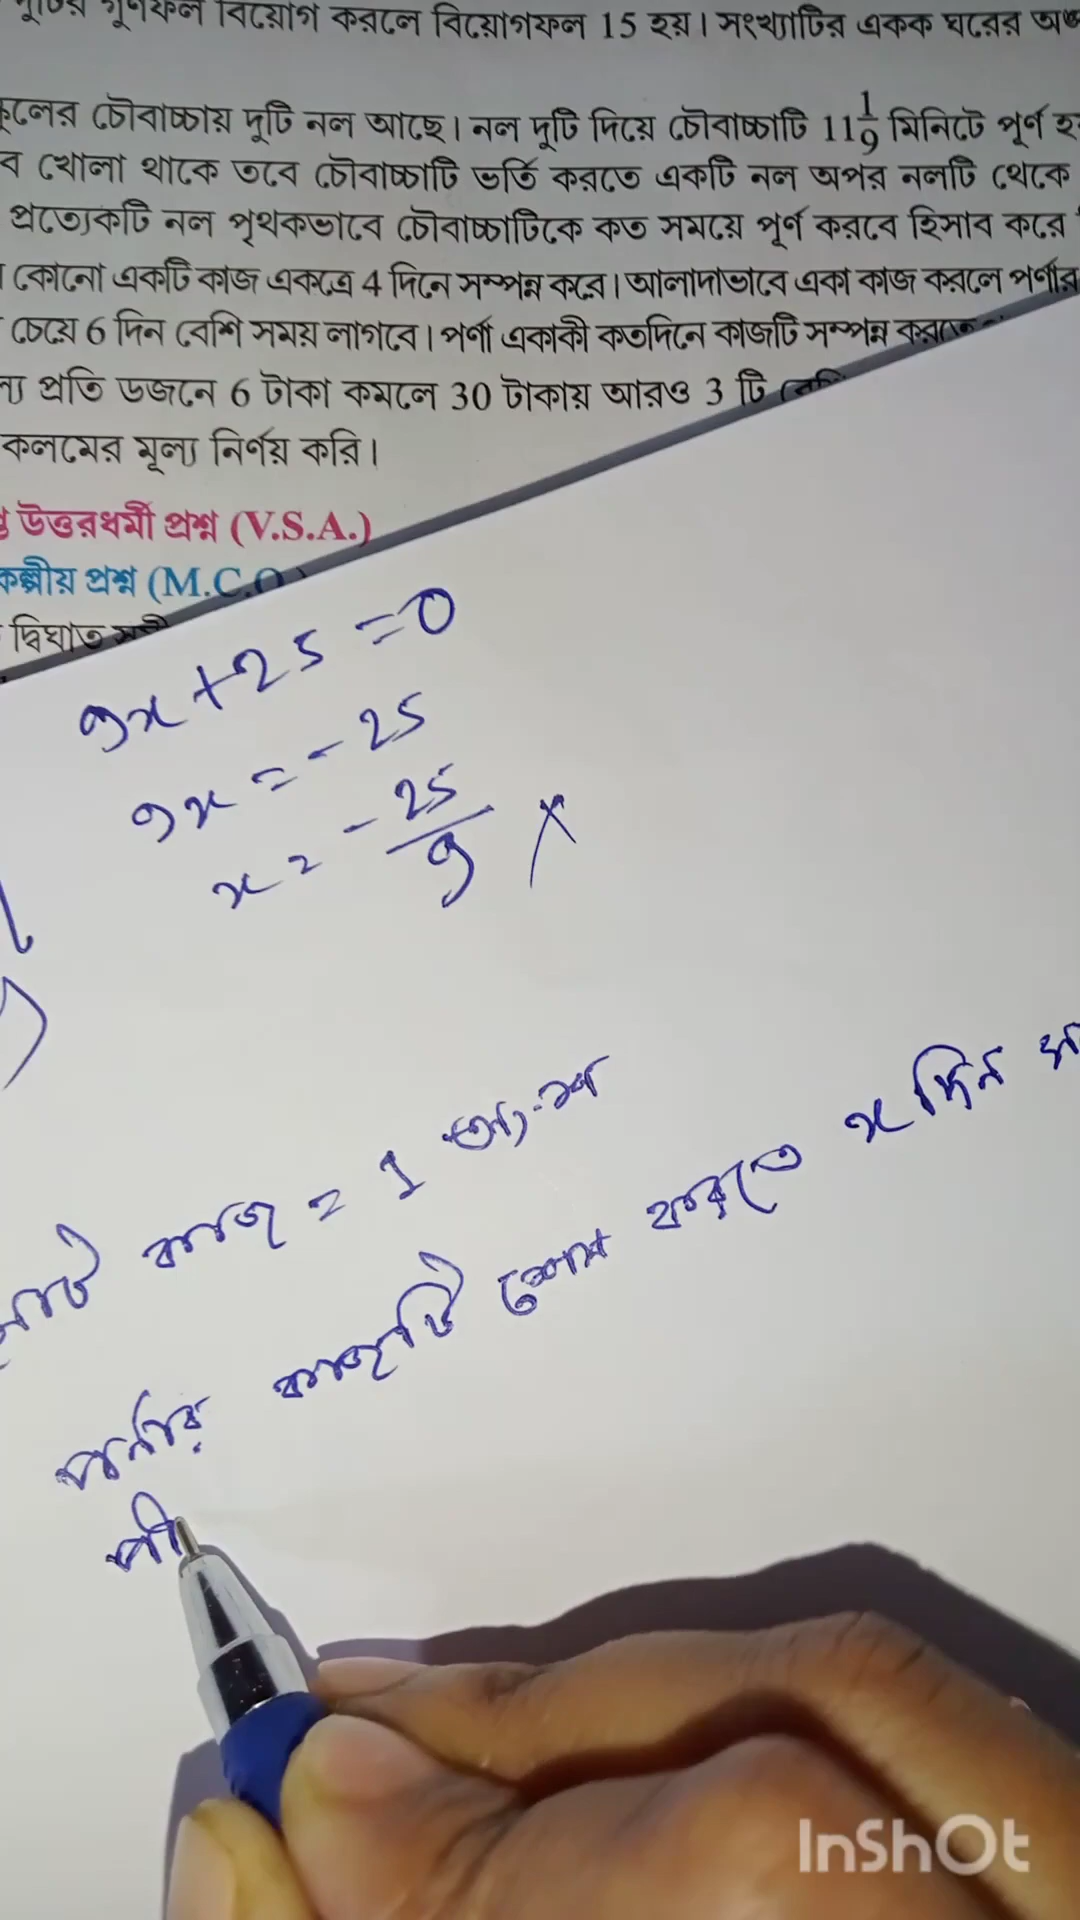 গুণফল বিয়োগ করলে বিয়োগফল 15 হয়। সংখ্যাটির একক ঘরের
চৌবাচ্চায় দুটি নল আছে। নল দুটি দিয়ে চৌবাচ্চাটি 11 1/9 মিনিটে পূর্ণ
খোলা থাকে তবে চৌবাচ্চাটি ভর্তি করতে একটি নল অপর নলটি থেকে
প্রত্যেকটি নল পৃথকভাবে চৌবাচ্চাটিকে কত সময়ে পূর্ণ করবে হিসাব করে
কোনো একটি কাজ একত্রে 4 দিনে সম্পন্ন করে। আলাদাভাবে একা কাজ করলে পর্ণার
চেয়ে 6 দিন বেশি সময় লাগবে। পর্ণা একাকী কতদিনে কাজটি সম্পন্ন
প্রতি ডজনে 6 টাকা কমলে 30 টাকায় আরও 3 টি
কলমের মূল্য নির্ণয় করি।
উত্তরধর্মী প্রশ্ন (V.S.A.)
প্রশ্ন (M.C.Q.)
দ্বিঘাত
9x + 25 = 0
9x = - 25
x = - 25/9 ✗
কাজ = 1 অংশ
পর্নার কাজটি শেষ করতে x দিন
পী
InShOt